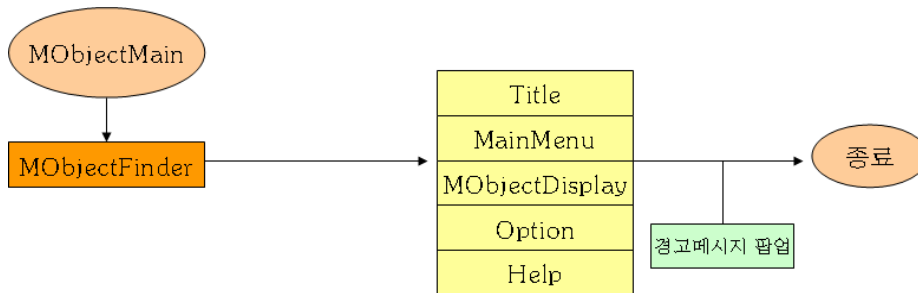 MObjectMain
MObjectFinder
Title
MainMenu
MObjectDisplay
Option
Help
경고메시지 팝업
종료